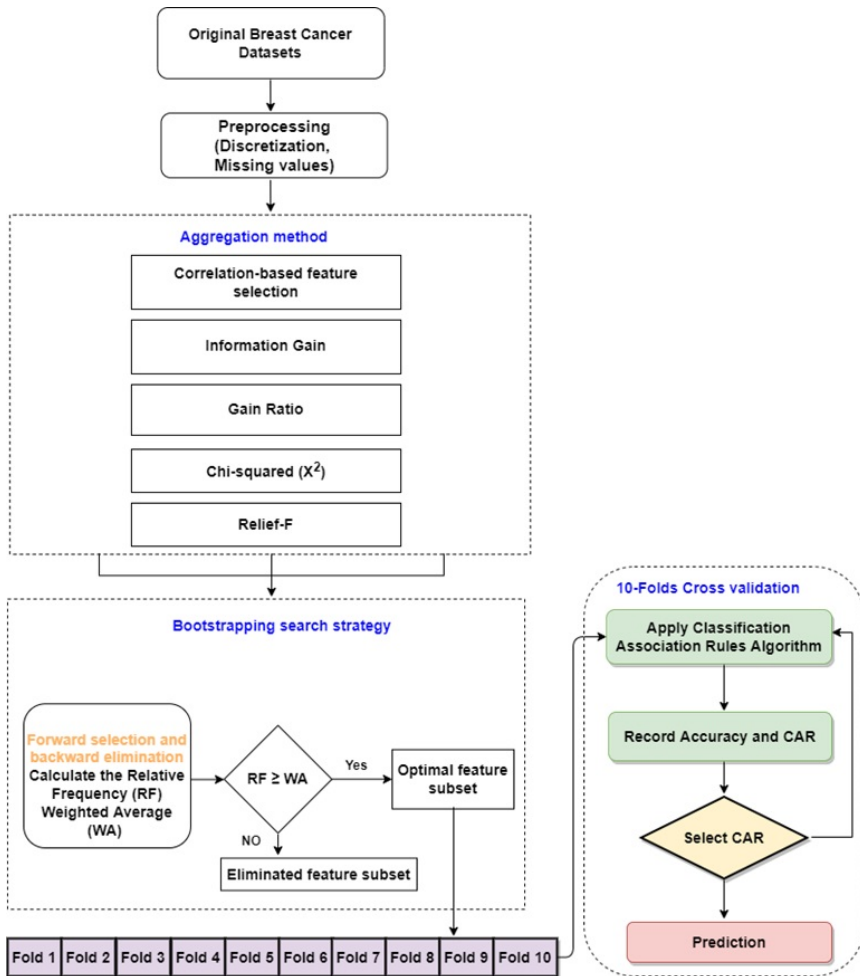 Original Breast Cancer
Datasets
Preprocessing
(Discretization,
Missing values)
Aggregation method
Correlation-based feature
selection
Information Gain
Gain Ratio
Chi-squared (X²)
Relief-F
Bootstrapping search strategy
Forward selection and
backward elimination
Calculate the Relative
Frequency (RF)
Weighted Average
(WA)
RF ≥ WA
Yes
NO
Optimal feature
subset
Eliminated feature subset
Fold 1 Fold 2 Fold 3 Fold 4 Fold 5 Fold 6 Fold 7 Fold 8 Fold 9 Fold 10
10-Folds Cross validation
Apply Classification
Association Rules Algorithm
Record Accuracy and CAR
Select CAR
Prediction